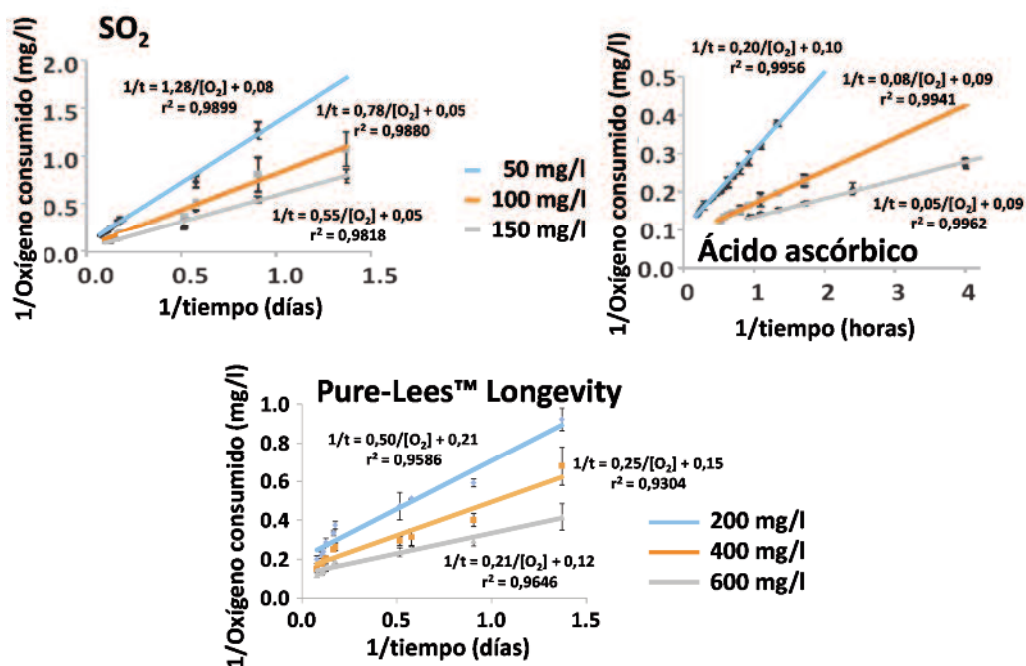 SO2
1/Oxígeno consumido (mg/l)
2.0
1.5
1.0
0.5
0.0
1/t = 1,28/[O2] + 0,08
r² = 0,9899
1/t = 0,78/[O2] + 0,05
r² = 0,9880
1/t = 0,55/[O2] + 0,05
r² = 0,9818
0.0 0.5 1.0 1.5
1/tiempo (días)
50 mg/l
100 mg/l
150 mg/l
1/Oxígeno consumido (mg/l)
0.5
0.4
0.3
0.2
0.1
0.0
1/t = 0,20/[O2] + 0,10
r² = 0,9956
1/t = 0,08/[O2] + 0,09
r² = 0,9941
1/t = 0,05/[O2] + 0,09
r² = 0,9962
Ácido ascórbico
0 1 2 3 4
1/tiempo (horas)
Pure-Lees™ Longevity
1/Oxígeno consumido (mg/l)
1.0
0.8
0.6
0.4
0.2
0.0
1/t = 0,50/[O2] + 0,21
r² = 0,9586
1/t = 0,25/[O2] + 0,15
r² = 0,9304
1/t = 0,21/[O2] + 0,12
r² = 0,9646
0.0 0.5 1.0 1.5
1/tiempo (días)
200 mg/l
400 mg/l
600 mg/l